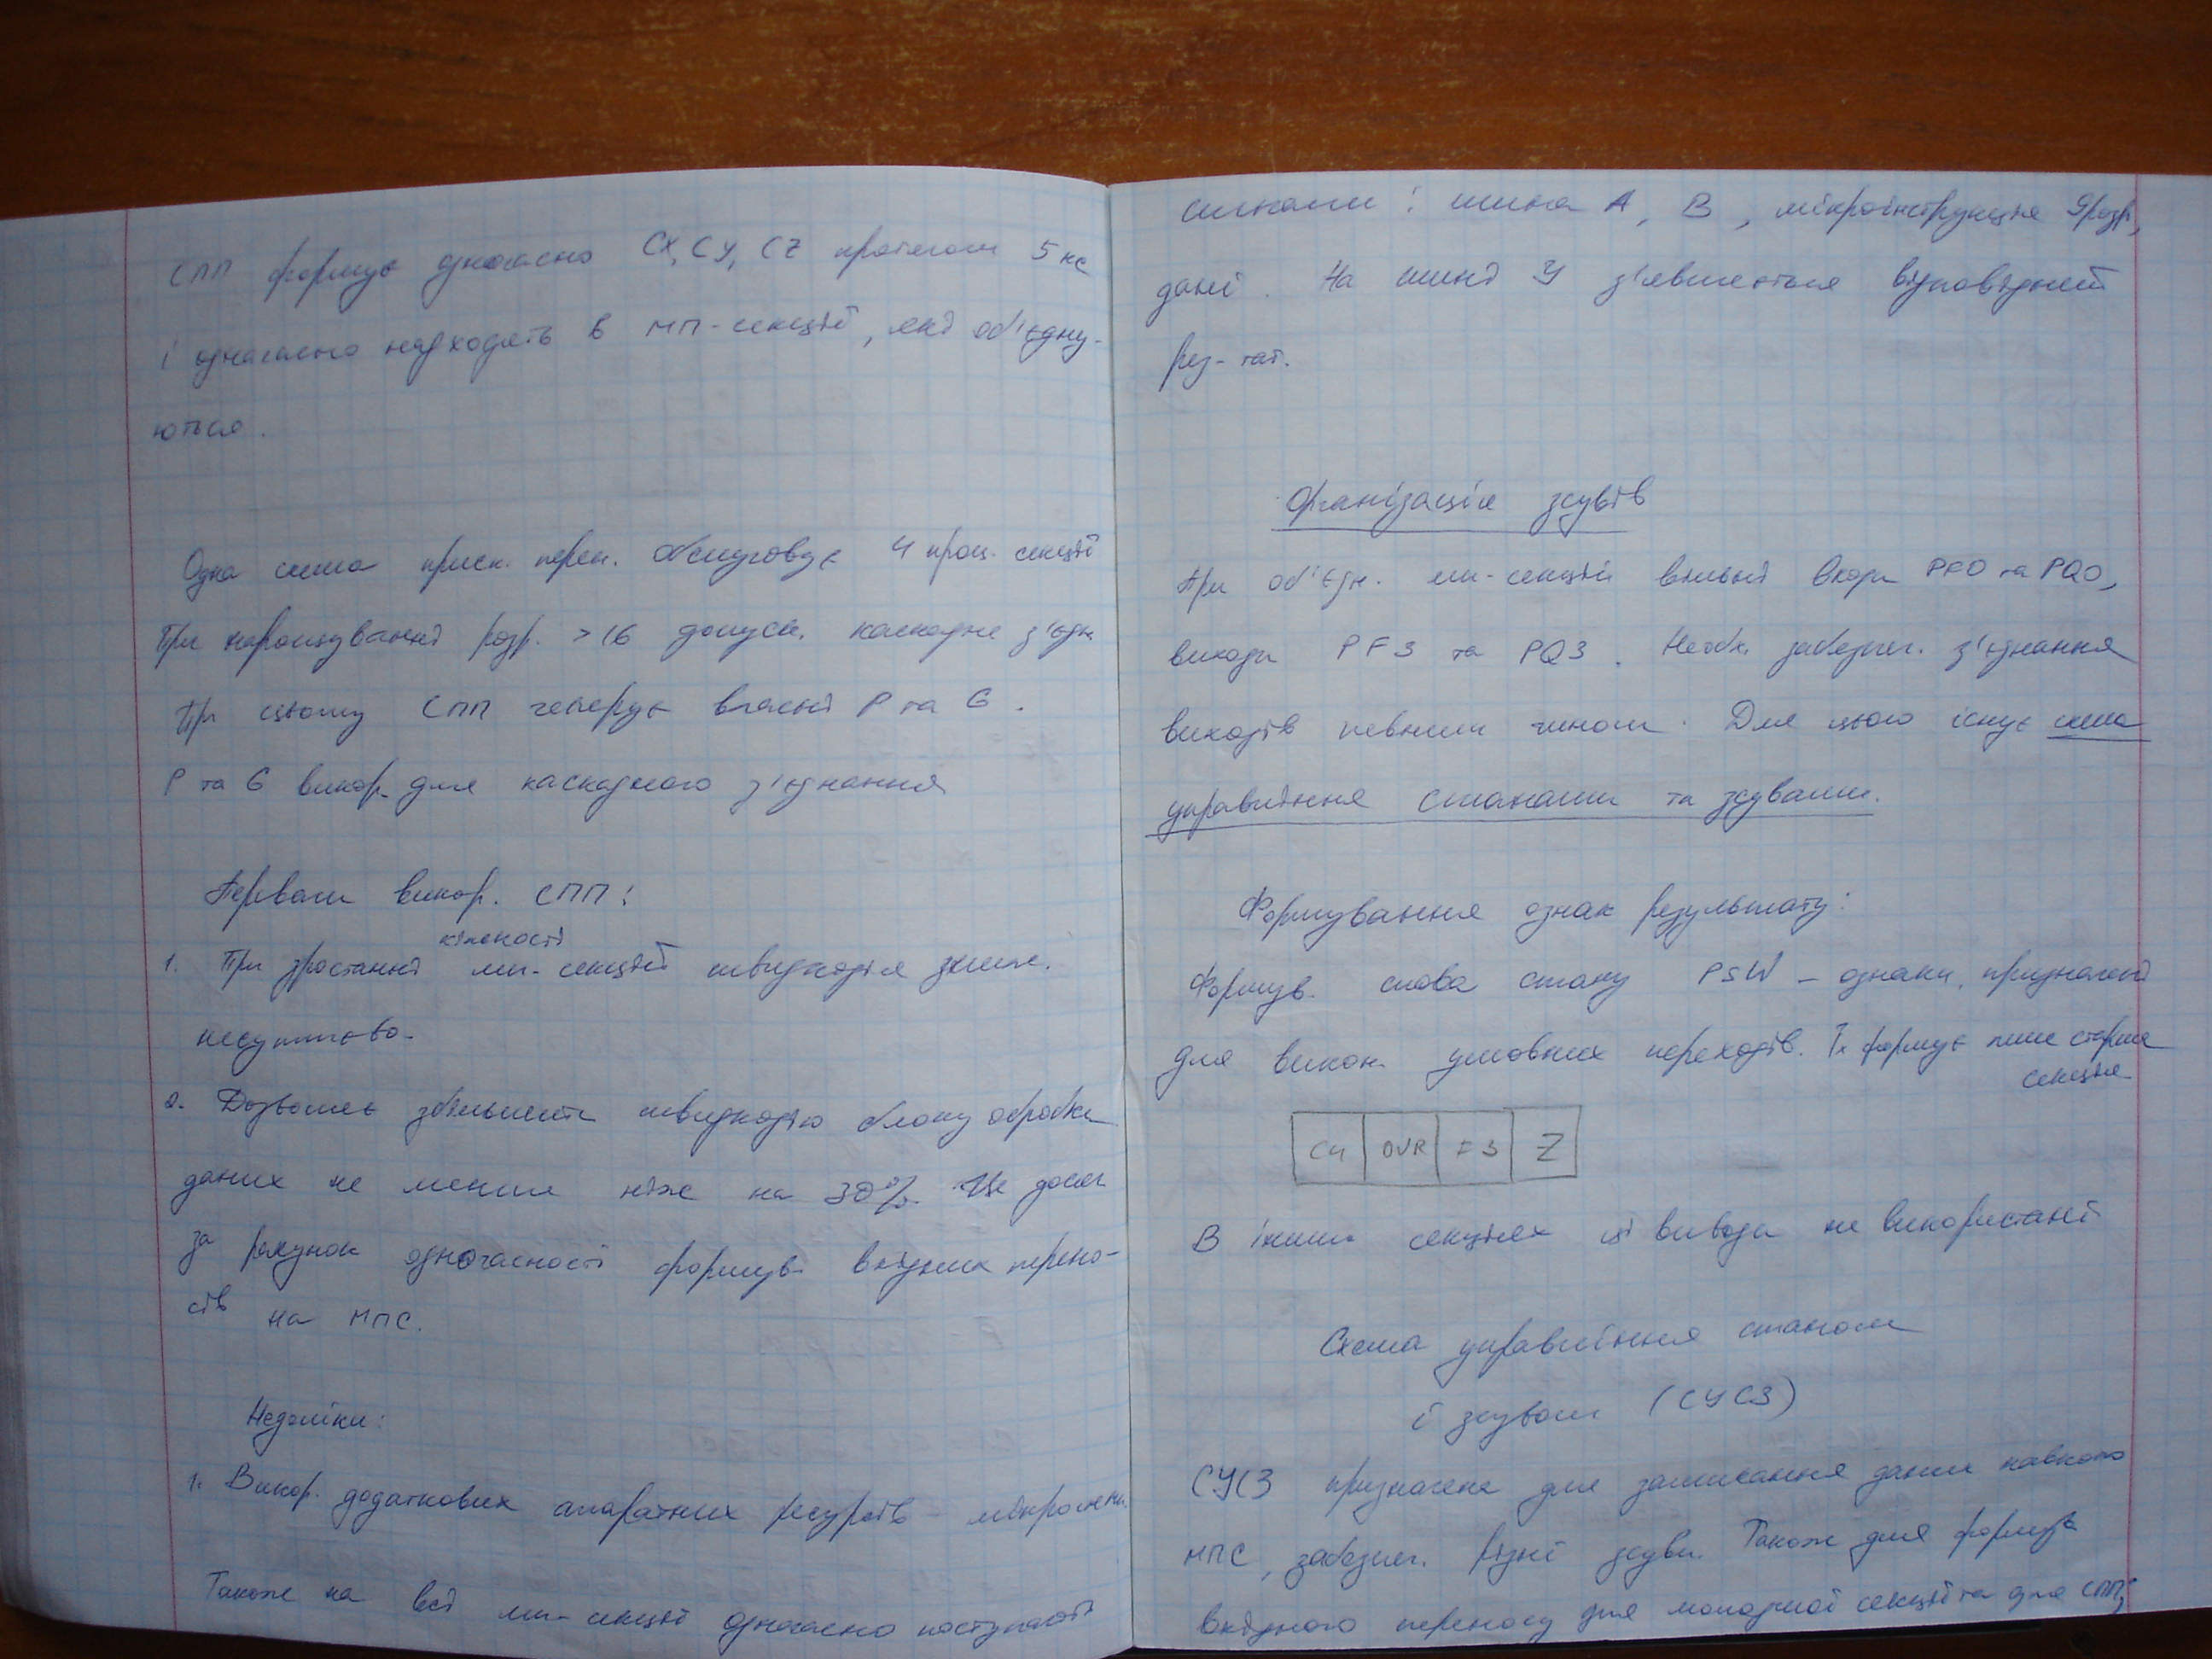 СПП формує одночасно CX, CY, CZ протягом 5 нс
і одночасно надходять в МП-секції, які об'єдну-
ються.
Одна схема приск. перен. обслуговує 4 проц. секції
При нарощуванні розр. >16 допуск. каскадне з'єдн.
При цьому СПП генерує власні P та G.
P та G викор. для каскадного з'єднання
Переваги викор. СПП:
кількості
1. При зростанні мп-секцій швидкодія зниж.
несуттєво.
2. Дозволяє збільшити швидкодію блоку обробки
даних не менше ніж на 30%. Це досяг.
за рахунок одночасності формув. вхідних перено-
сів на МПС.
Недоліки:
1. Викор. додаткових апаратних ресурсів - мікросхем.
Також на всі мп-секції одночасно поступають
сигнали: шина A, B, мікроінструкція 9розр,
дані. На шині Y з'являється відповідний
рез-тат.
Організація зсувів
При об'єдн. мп-секцій вільні входи PF0 та PQ0,
виходи PF3 та PQ3. Необх. забезпеч. з'єднання
виходів певним чином. Для цього існує схема
управління станами та зсувами.
Формування ознак результату:
Формув. слова стану PSW - ознаки, призначені
для викон. умовних переходів. Їх формує лише старша
секція
C4 OVR F3 Z
В інших секціях ці виводи не використані
Схема управління станом
і зсувом (СУСЗ)
СУСЗ призначена для замикання даних навколо
МПС, забезпеч. різні зсуви. Також для формув
вхідного переносу для молодшої секції та для СПП;